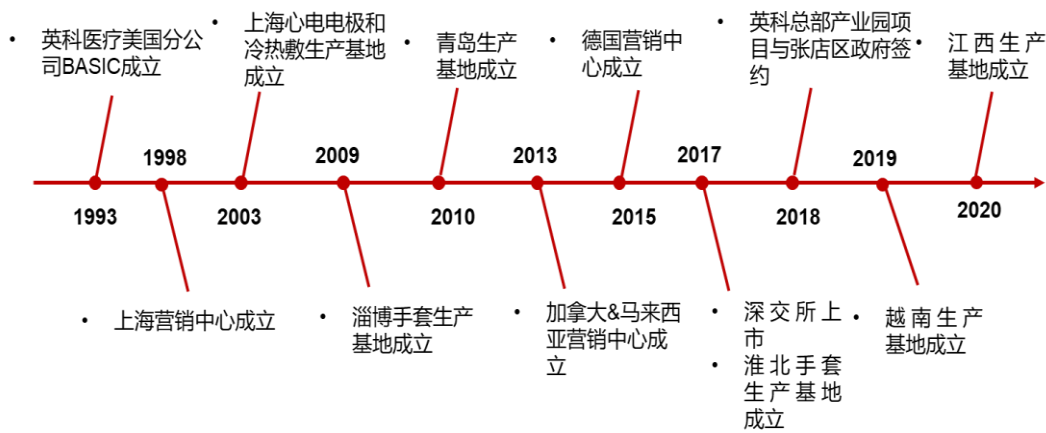 • 英科医疗美国分公
司BASIC成立
• 上海心电电极和
冷热敷生产基地
成立
• 青岛生产
基地成立
• 德国营销中
心成立
• 英科总部产业园项
目与张店区政府签
约
• 江西生产
基地成立
1998
2009
2013
2017
2019
1993
2003
2010
2015
2018
2020
• 上海营销中心成立
• 淄博手套生产
基地成立
• 加拿大&马来西
亚营销中心成
立
• 深交所上
市
• 淮北手套
生产基地
成立
• 越南生产
基地成立